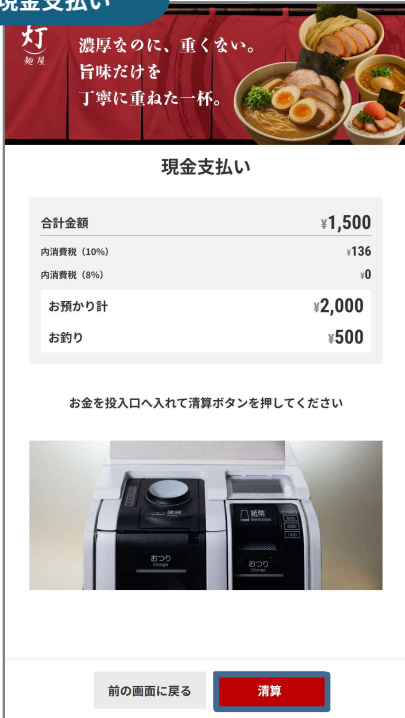 現金支払い
灯
麺屋
濃厚なのに、重くない。
旨味だけを
丁寧に重ねた一杯。
現金支払い
合計金額 ¥1,500
内消費税（10%） ¥136
内消費税（8%） ¥0
お預かり計 ¥2,000
お釣り ¥500
お金を投入口へ入れて清算ボタンを押してください
紙幣
Banknotes
おつり
Change
おつり
Change
前の画面に戻る
清算